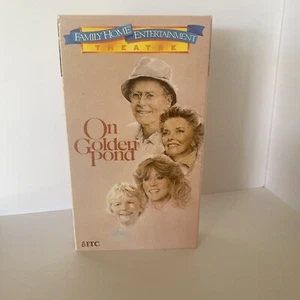 FAMILY HOME ENTERTAINMENT
THEATRE
On
Golden
Pond
ITC